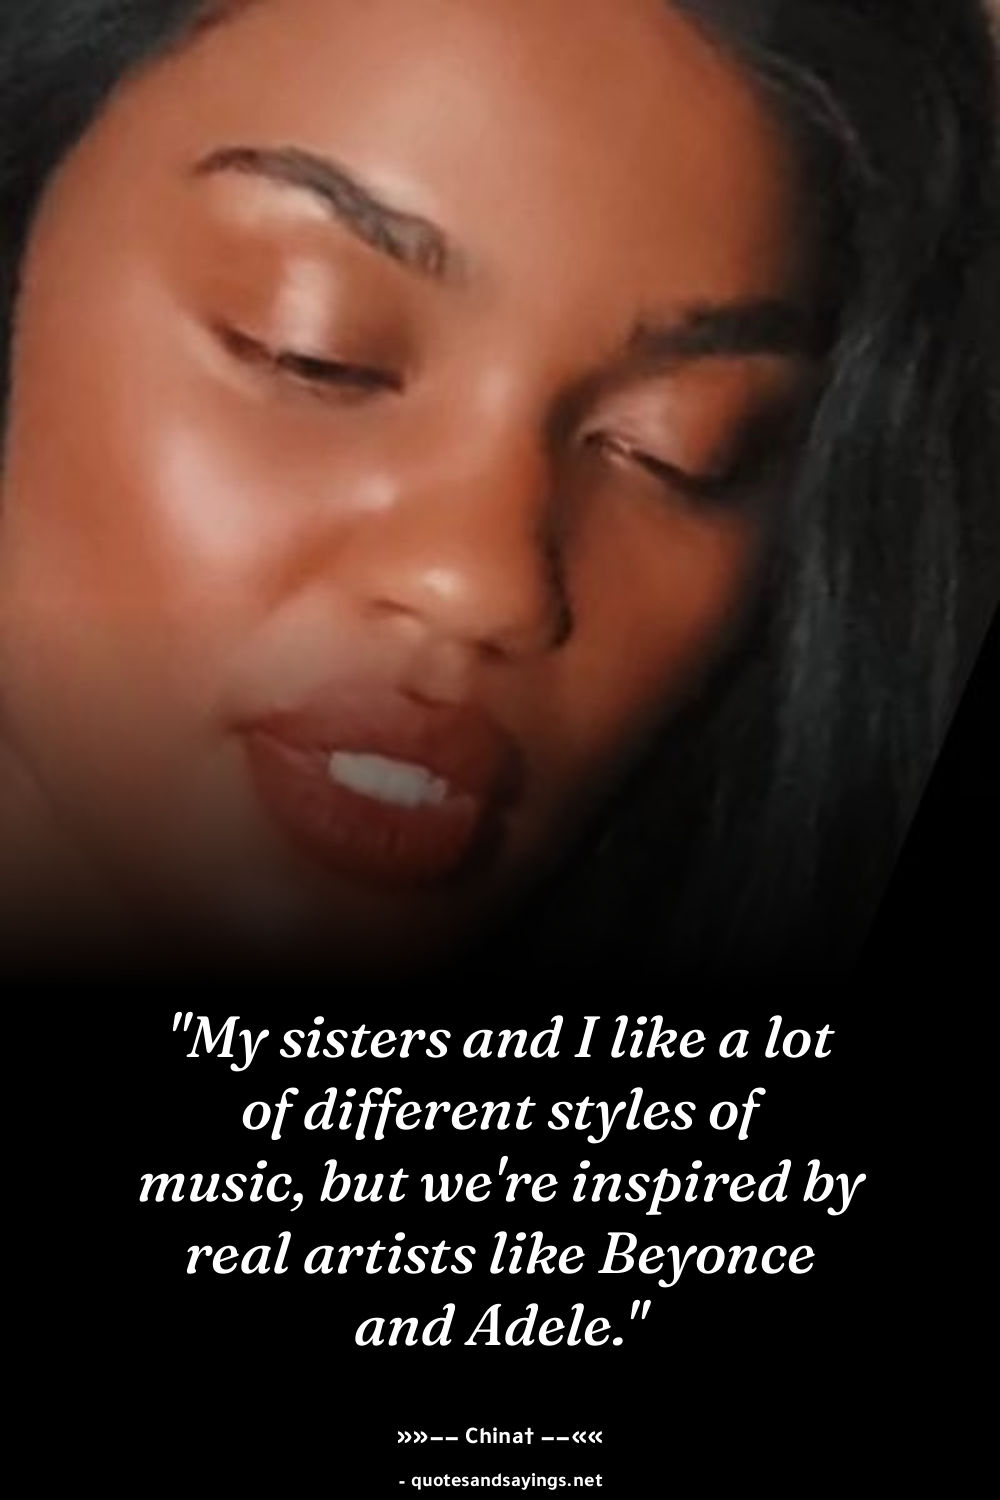 "My sisters and I like a lot
of different styles of
music, but we're inspired by
real artists like Beyonce
and Adele."
»»−− China† −−««
- quotesandsayings.net